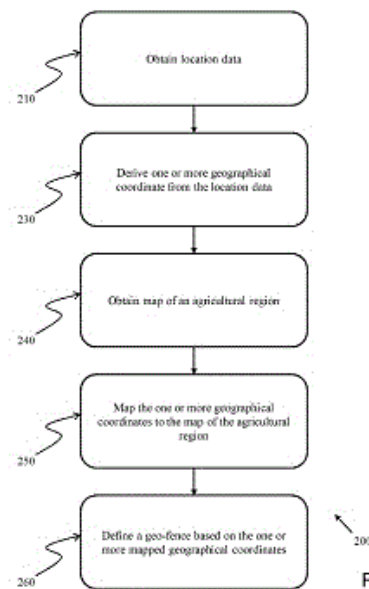 Obtain location data
210
Derive one or more geographical
coordinate from the location data
230
Obtain map of an agricultural region
240
Map the one or more geographical
coordinates to the map of the agricultural
region
250
Define a geo-fence based on the one or
more mapped geographical coordinates
260